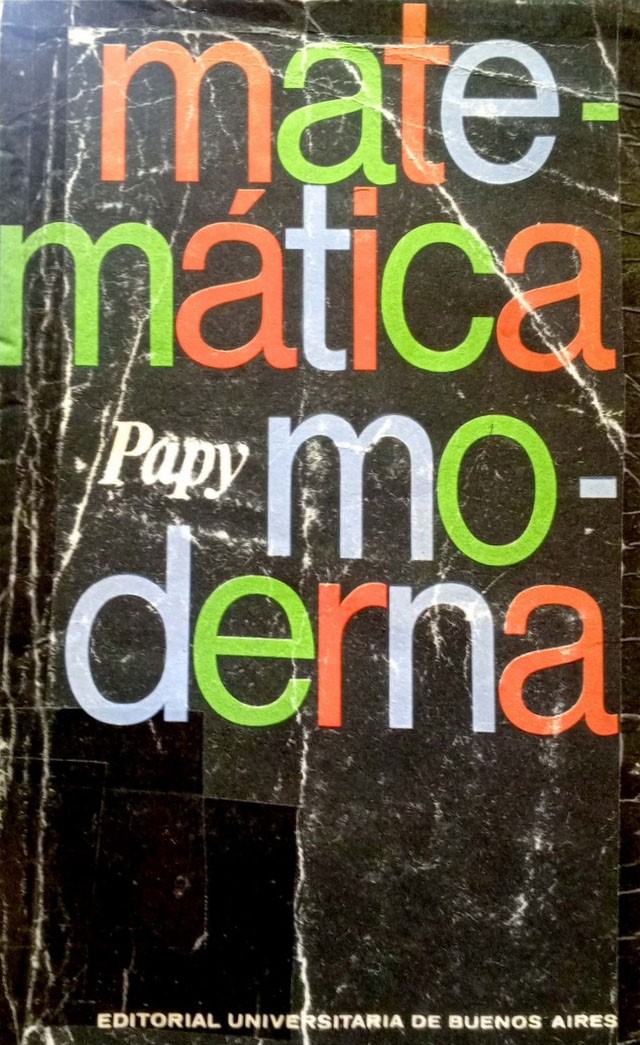 mate-
mática
Papy mo-
derna
EDITORIAL UNIVERSITARIA DE BUENOS AIRES